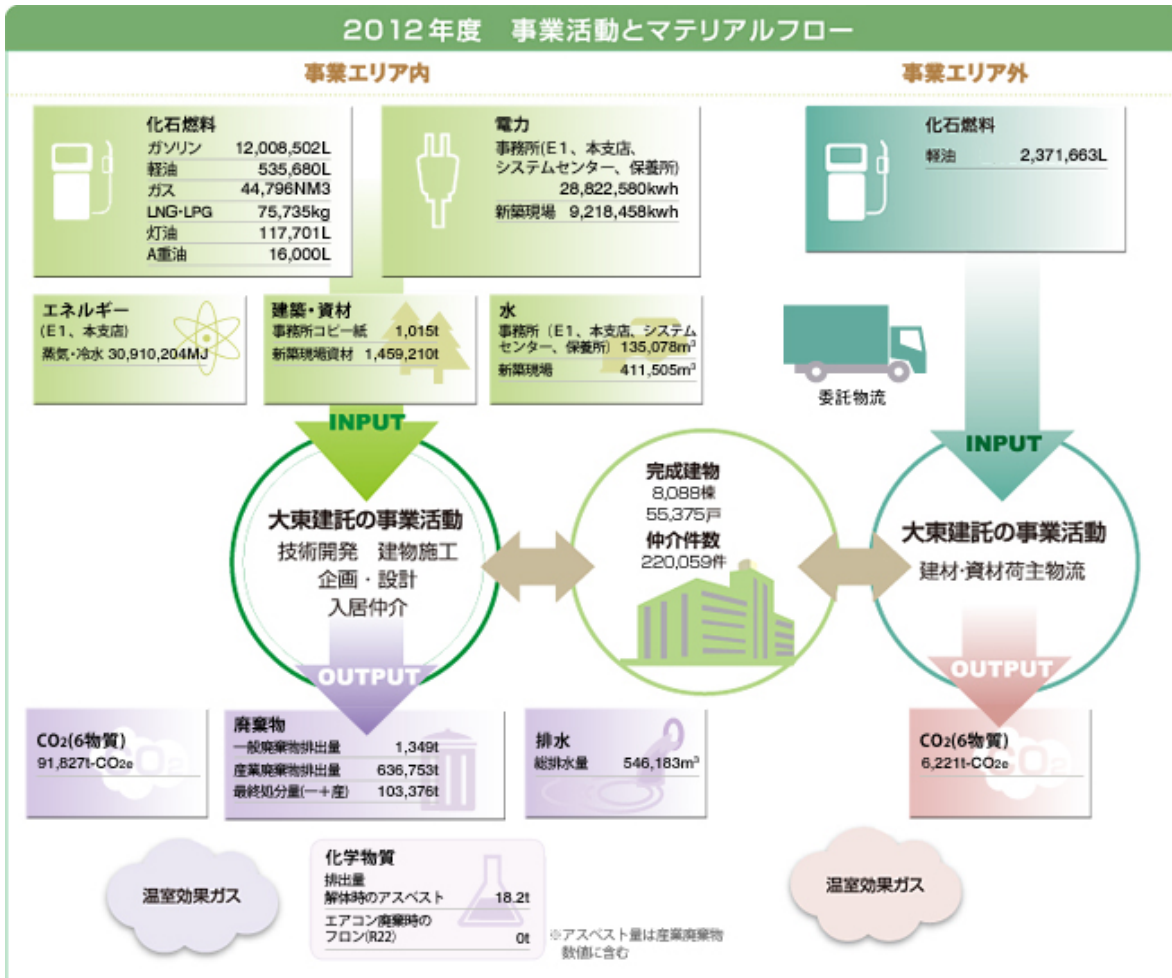 2012年度 事業活動とマテリアルフロー
事業エリア内
事業エリア外
化石燃料
ガソリン 12,008,502L
軽油 535,680L
ガス 44,796NM3
LNG・LPG 75,735kg
灯油 117,701L
A重油 16,000L
電力
事務所(E1、本支店、
システムセンター、保養所)
28,822,580kwh
新築現場 9,218,458kwh
化石燃料
軽油 2,371,663L
エネルギー
(E1、本支店)
蒸気・冷水 30,910,204MJ
建築・資材
事務所コピー紙 1,015t
新築現場資材 1,459,210t
水
事務所（E1、本支店、システム
センター、保養所） 135,078m³
新築現場 411,505m³
委託物流
INPUT
大東建託の事業活動
技術開発 建物施工
企画・設計
入居仲介
OUTPUT
完成建物
8,088棟
55,375戸
仲介件数
220,059件
INPUT
大東建託の事業活動
建材・資材荷主物流
OUTPUT
CO2(6物質)
91,827t-CO2e
CO2
廃棄物
一般廃棄物排出量 1,349t
産業廃棄物排出量 636,753t
最終処分量(一＋産) 103,376t
排水
総排水量 546,183m³
CO2(6物質)
6,221t-CO2e
CO2
温室効果ガス
化学物質
排出量
解体時のアスベスト 18.2t
エアコン廃棄時の
フロン(R22) 0t
※アスベスト量は産業廃棄物
数値に含む
温室効果ガス